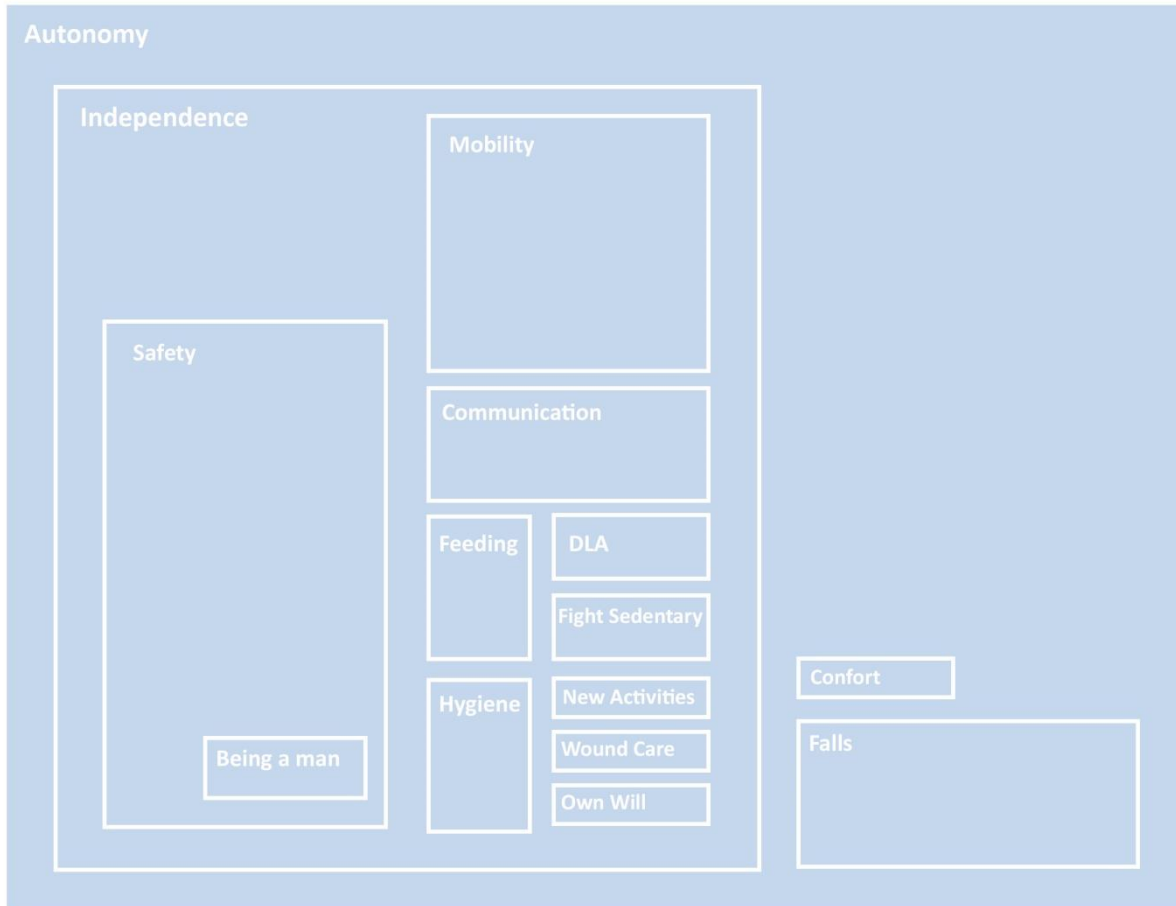 Autonomy
Independence
Mobility
Safety
Communication
Feeding
DLA
Fight Sedentary
Confort
Hygiene
New Activities
Falls
Wound Care
Being a man
Own Will